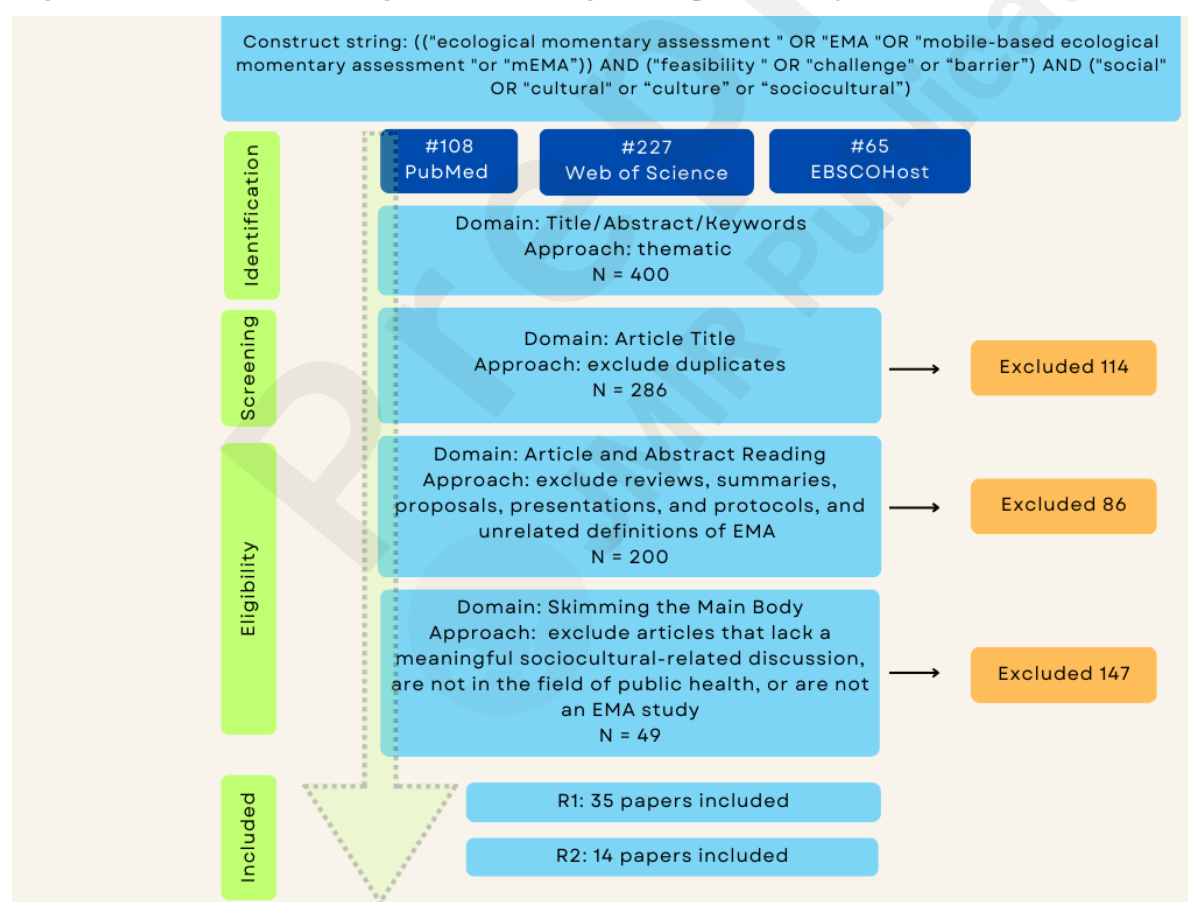 Construct string: (("ecological momentary assessment " OR "EMA "OR "mobile-based ecological
momentary assessment "or "mEMA”)) AND ("feasibility " OR "challenge" or “barrier”) AND ("social"
OR "cultural" or “culture” or “sociocultural”)
Identification
#108
PubMed
#227
Web of Science
#65
EBSCOHost
Domain: Title/Abstract/Keywords
Approach: thematic
N = 400
Screening
Domain: Article Title
Approach: exclude duplicates
N = 286
Excluded 114
Eligibility
Domain: Article and Abstract Reading
Approach: exclude reviews, summaries,
proposals, presentations, and protocols, and
unrelated definitions of EMA
N = 200
Excluded 86
Domain: Skimming the Main Body
Approach:  exclude articles that lack a
meaningful sociocultural-related discussion,
are not in the field of public health, or are not
an EMA study
N = 49
Excluded 147
Included
R1: 35 papers included
R2: 14 papers included